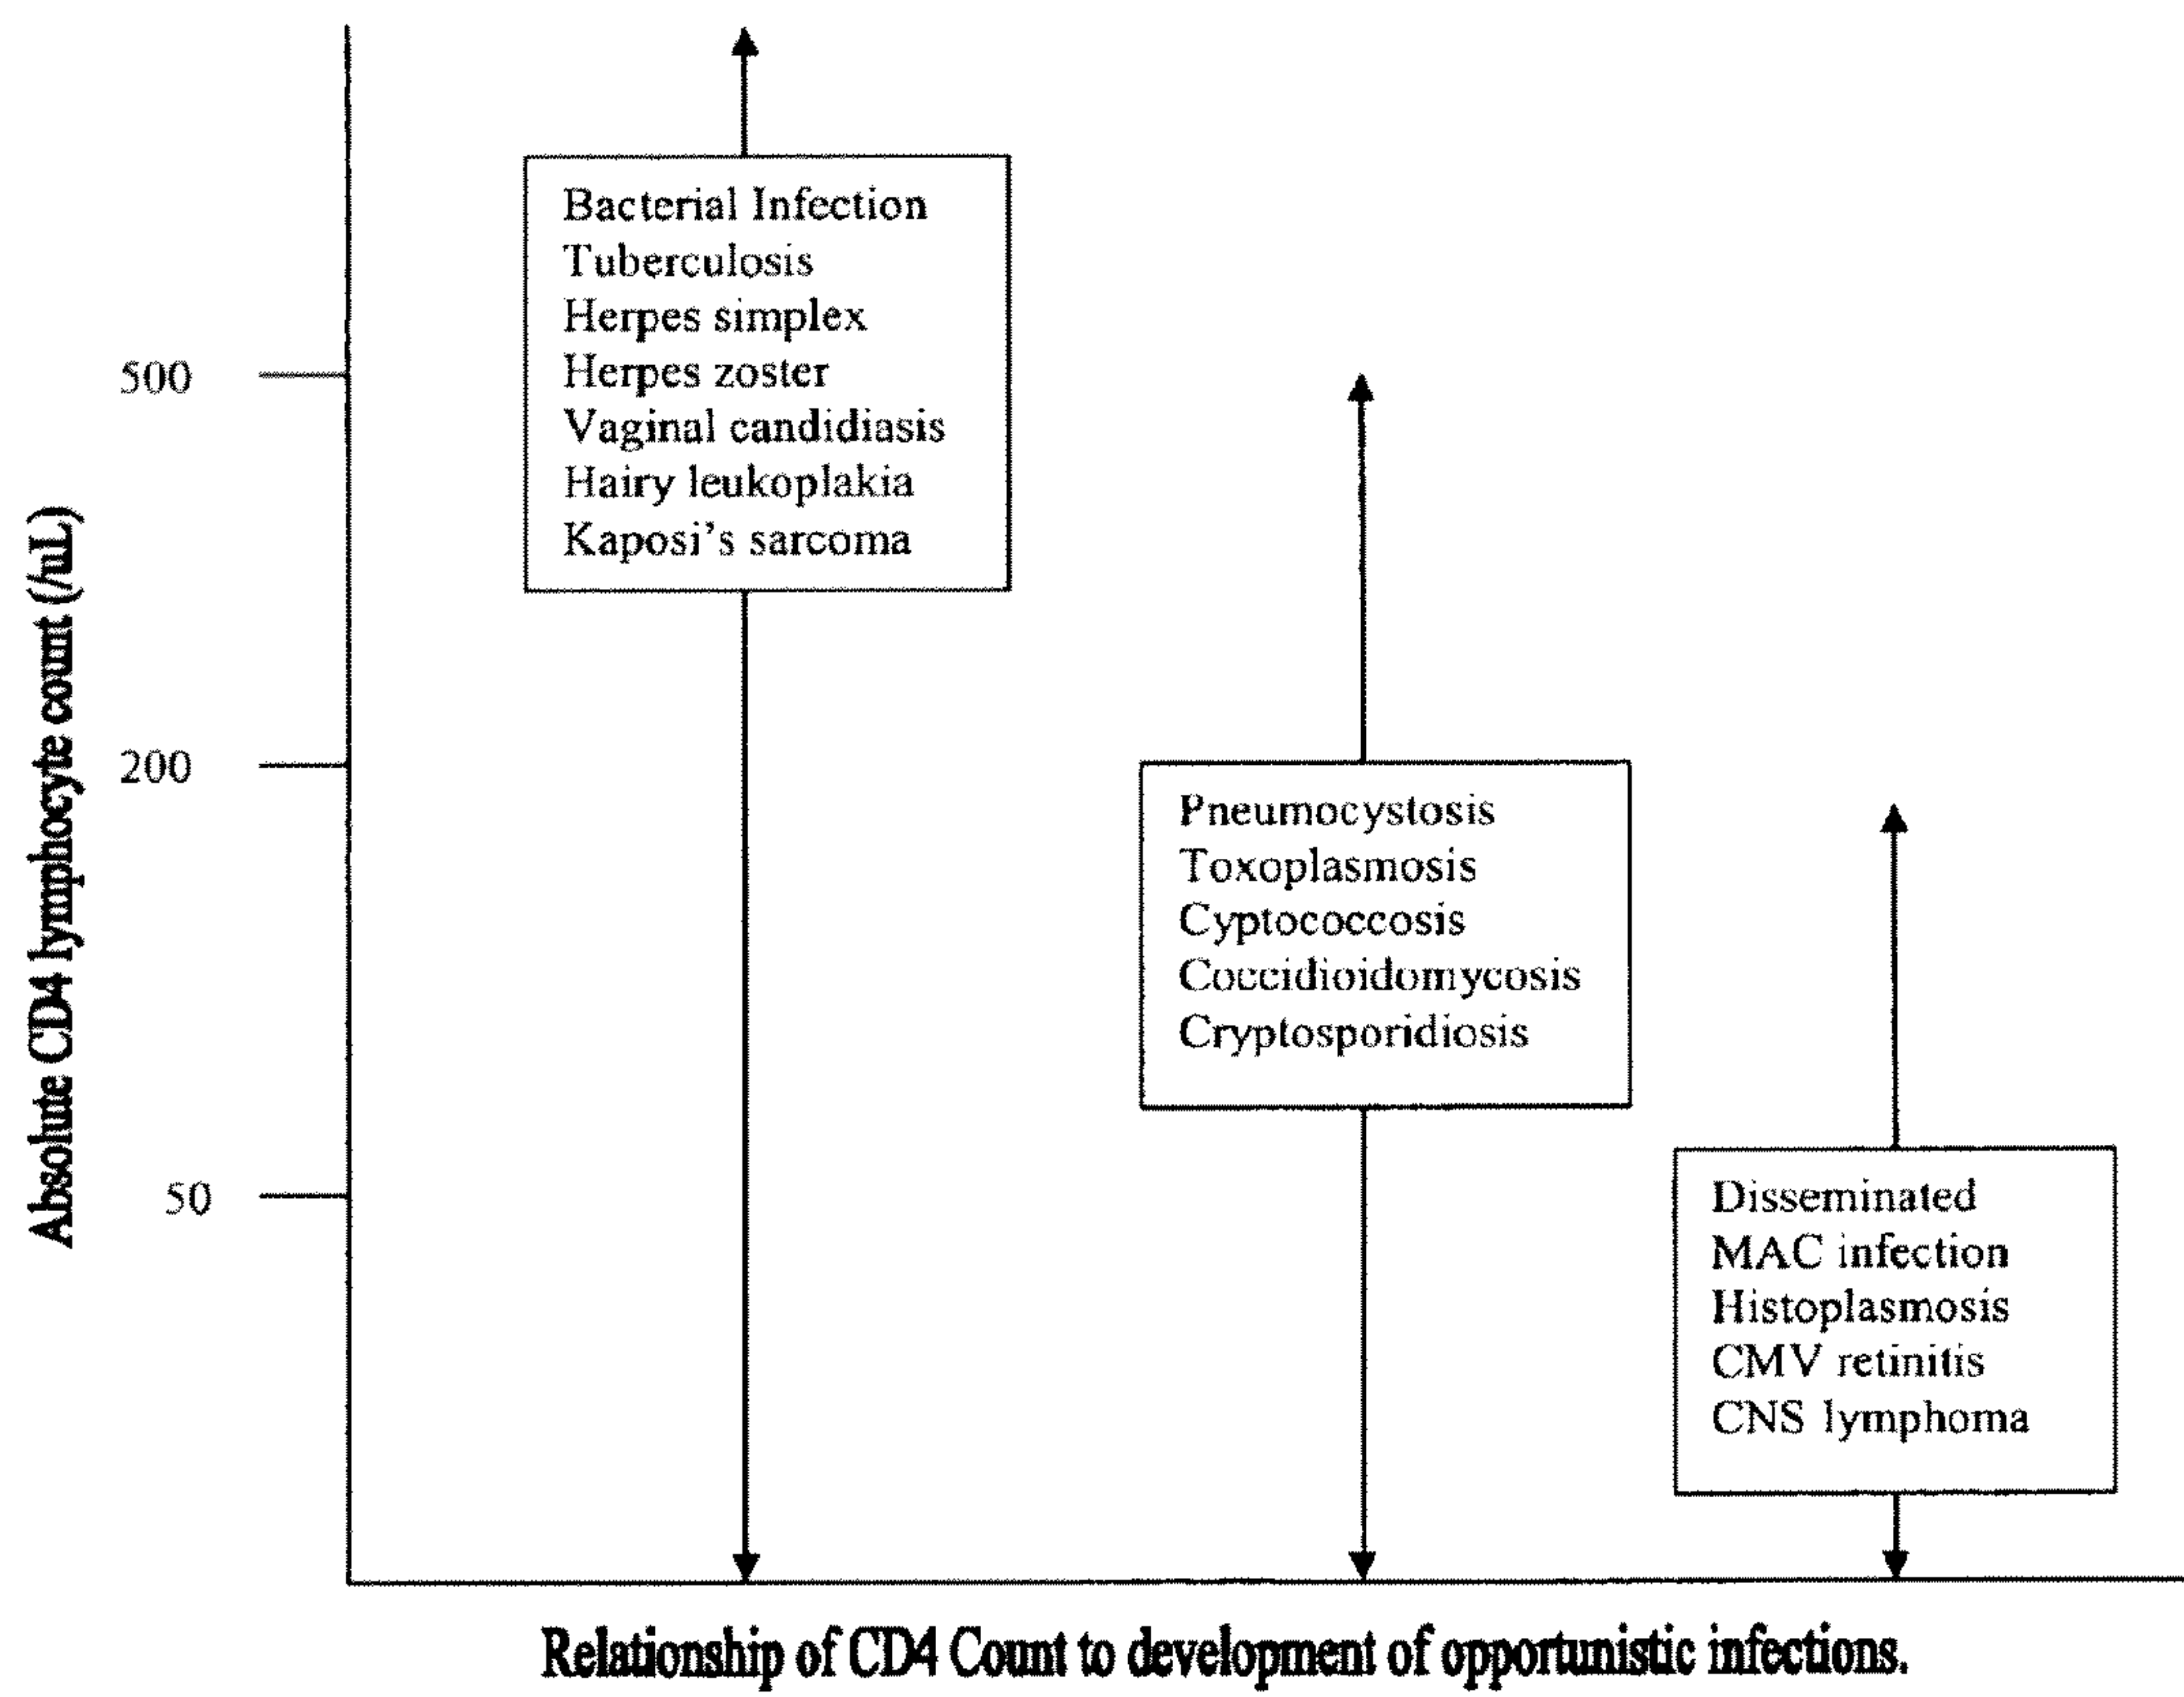 Absolute CD4 lymphocyte count (/uL)
500
200
50
Bacterial Infection
Tuberculosis
Herpes simplex
Herpes zoster
Vaginal candidiasis
Hairy leukoplakia
Kaposi's sarcoma
Pneumocystosis
Toxoplasmosis
Cyptococcosis
Coccidioidomycosis
Cryptosporidiosis
Disseminated
MAC infection
Histoplasmosis
CMV retinitis
CNS lymphoma
Relationship of CD4 Count to development of opportunistic infections.